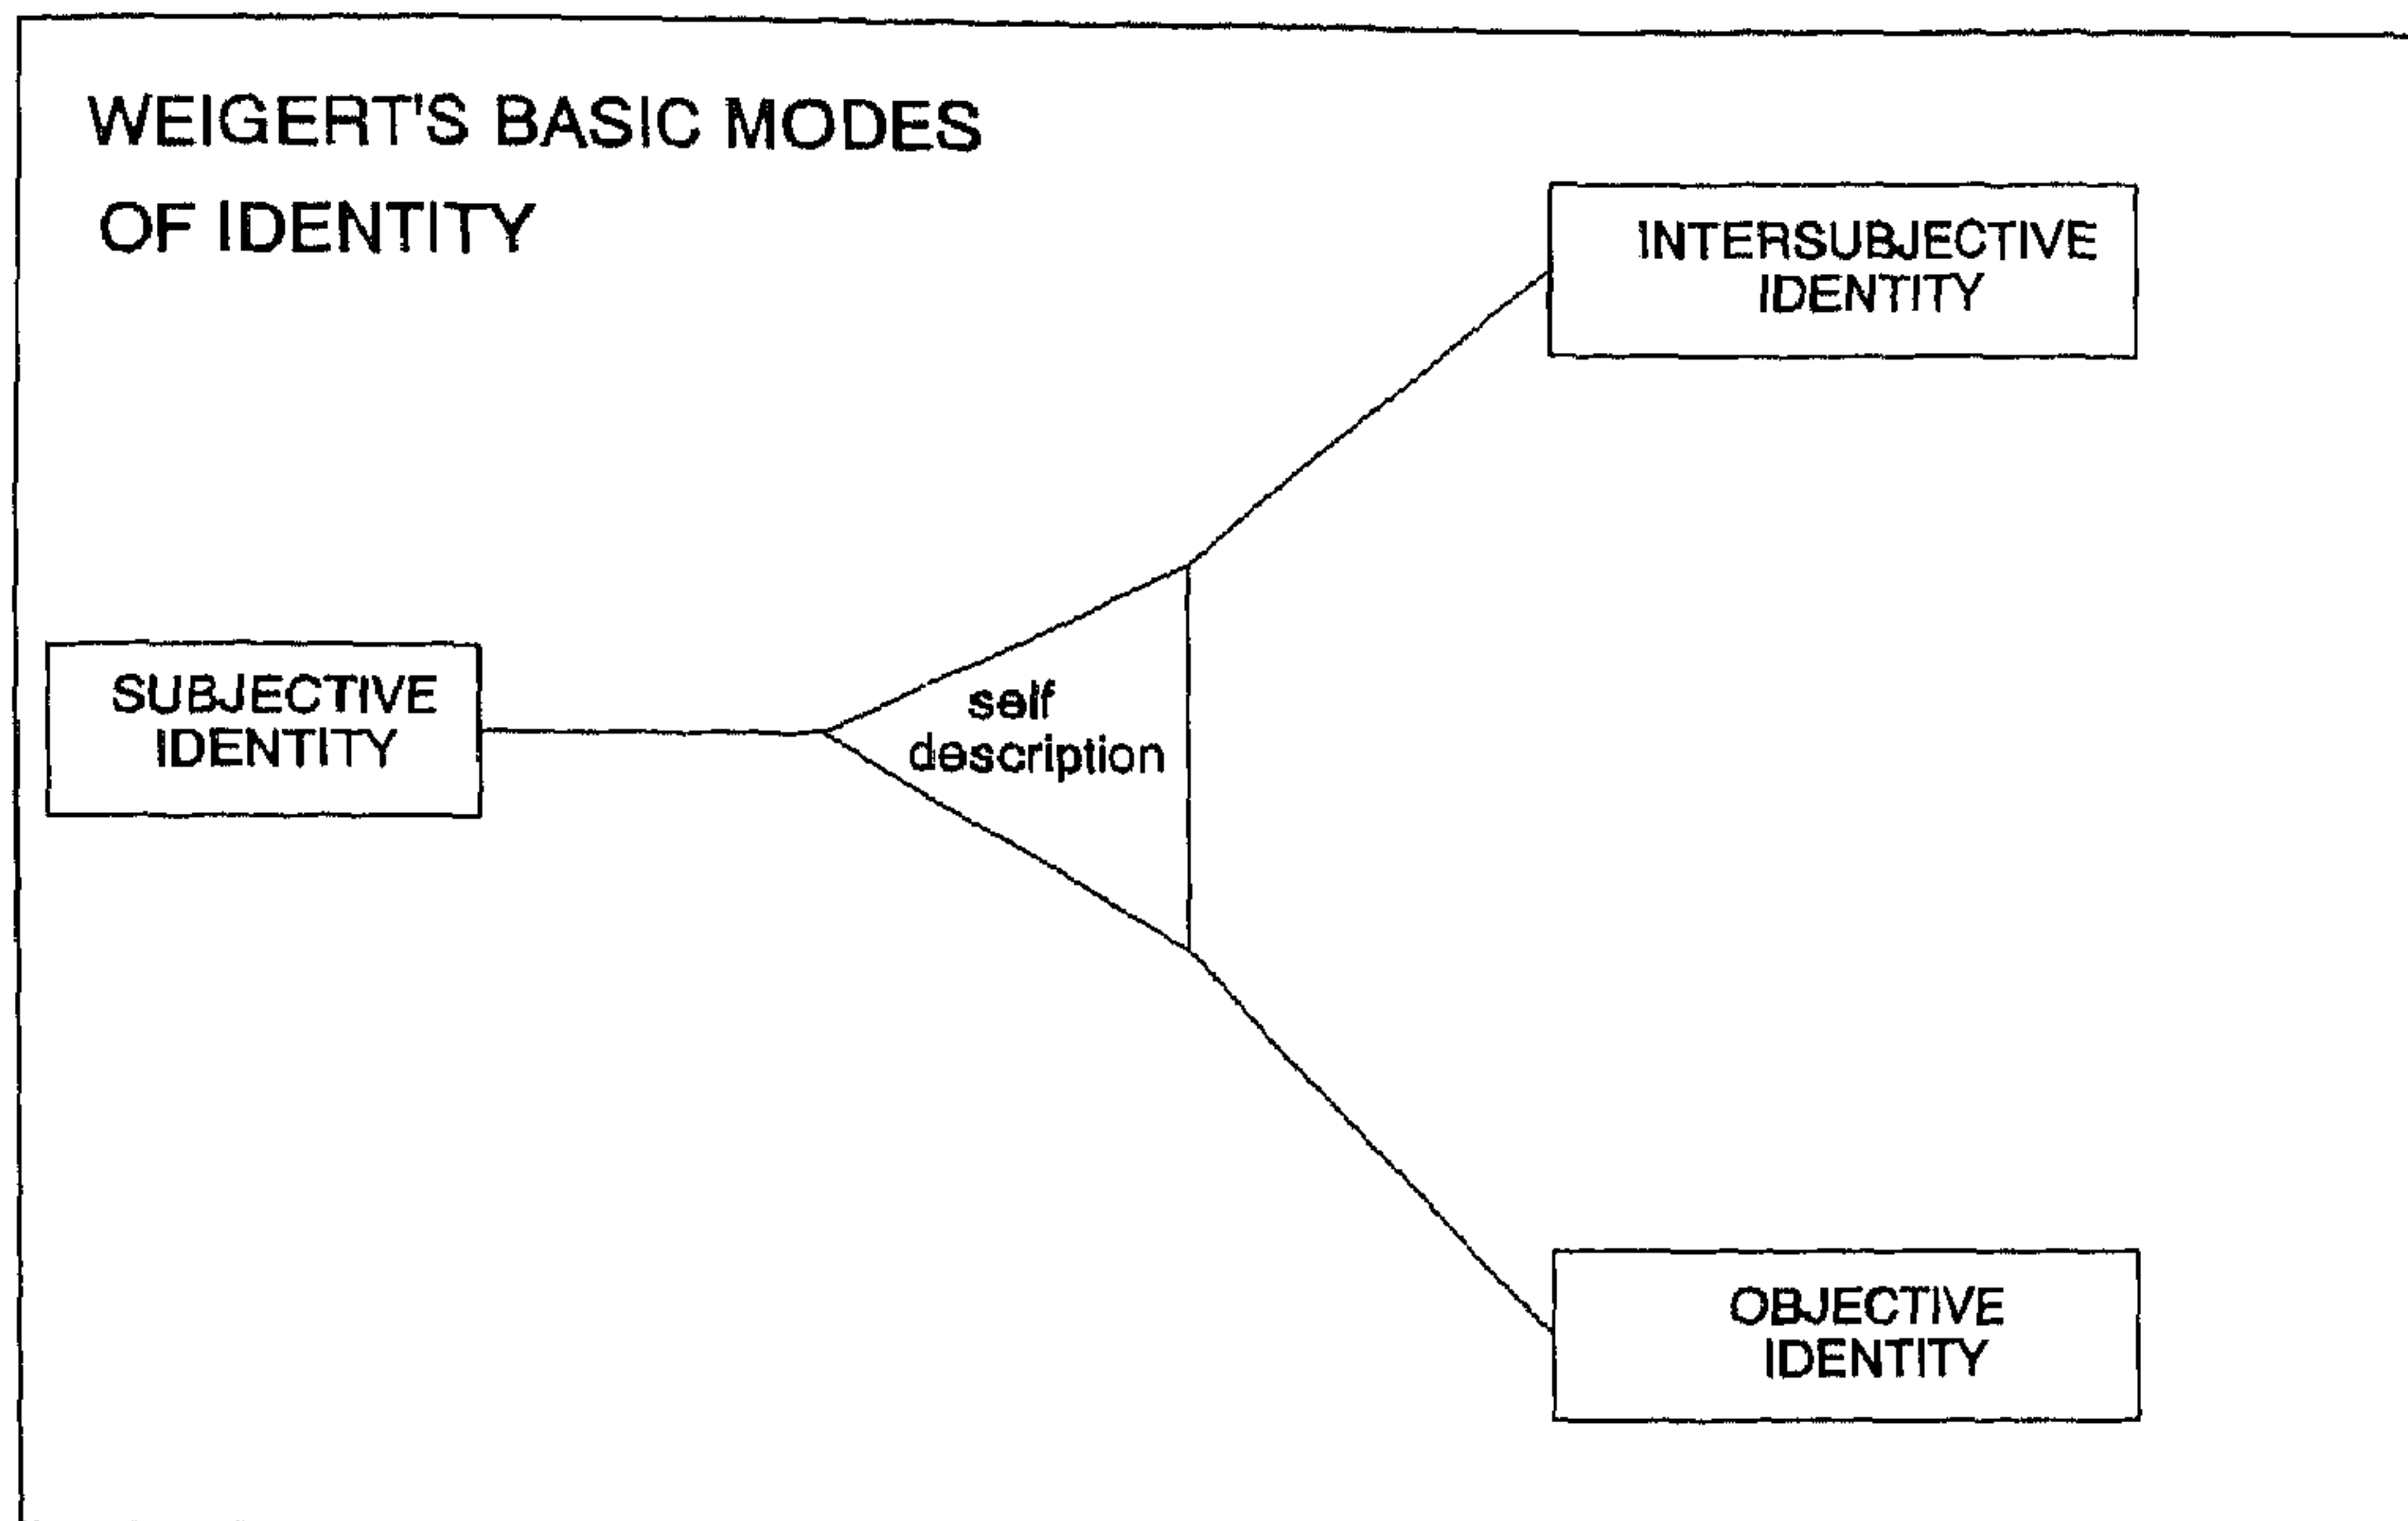 WEIGERT'S BASIC MODES
OF IDENTITY
INTERSUBJECTIVE
IDENTITY
SUBJECTIVE
IDENTITY
self
description
OBJECTIVE
IDENTITY